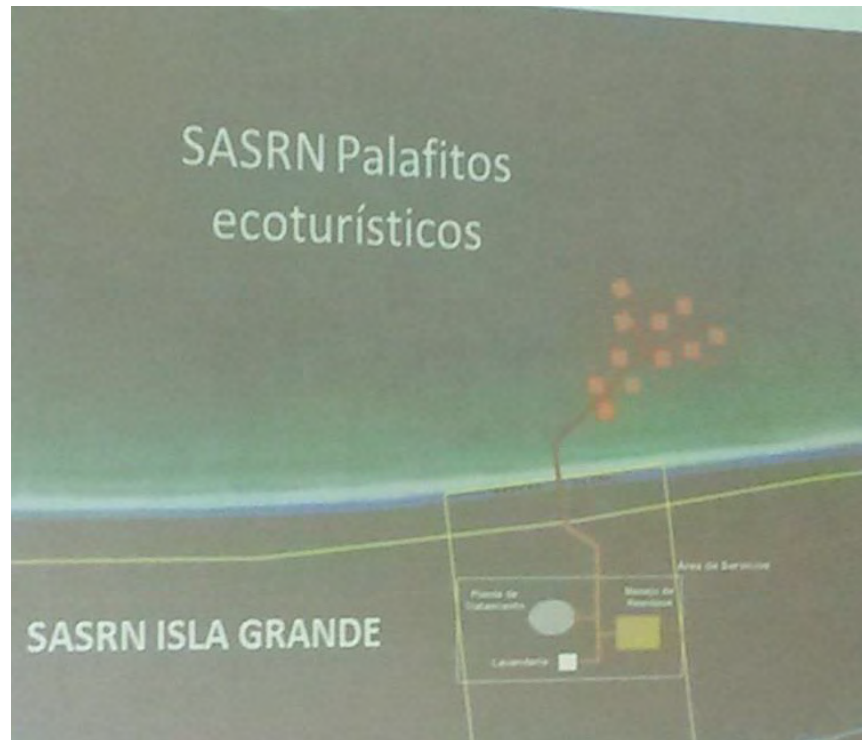 SASRN Palafitos
ecoturísticos
Area de Servicios
Planta de
Tratamiento
Manejo de
Residuos
SASRN ISLA GRANDE
Lavandería